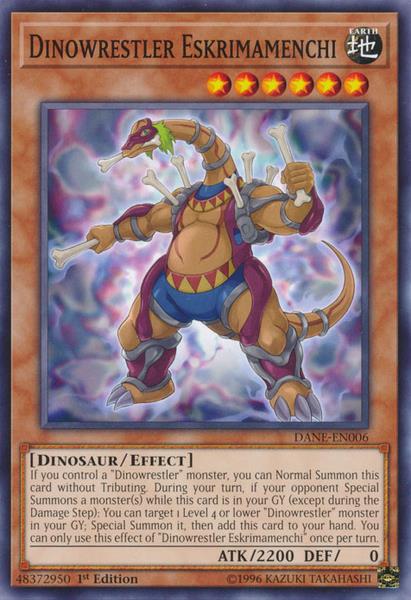 DINOWRESTLER ESKRIMAMENCHI
EARTH
地
DANE-EN006
[DINOSAUR/EFFECT]
If you control a "Dinowrestler" monster, you can Normal Summon this
card without Tributing. During your turn, if your opponent Special
Summons a monster(s) while this card is in your GY (except during the
Damage Step): You can target 1 Level 4 or lower "Dinowrestler" monster
in your GY; Special Summon it, then add this card to your hand. You can
only use this effect of "Dinowrestler Eskrimamenchi" once per turn.
ATK/2200 DEF/ 0
48372950 1st Edition ©1996 KAZUKI TAKAHASHI